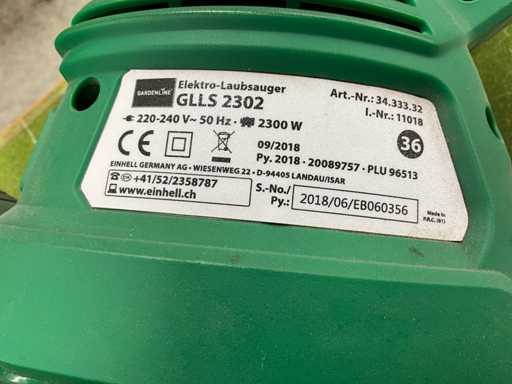 GARDENLINE
Elektro-Laubsauger
GLLS 2302
220-240 V~ 50 Hz · 2300 W
Art.-Nr.: 34.333.32
I.-Nr.: 11018
36
CE
09/2018
Py. 2018 · 20089757 · PLU 96513
EINHELL GERMANY AG · WIESENWEG 22 · D-94405 LANDAU/ISAR
+41/52/2358787
www.einhell.ch
S.-No./
Py.:
2018/06/EB060356
Made in
P.R.C. (91)